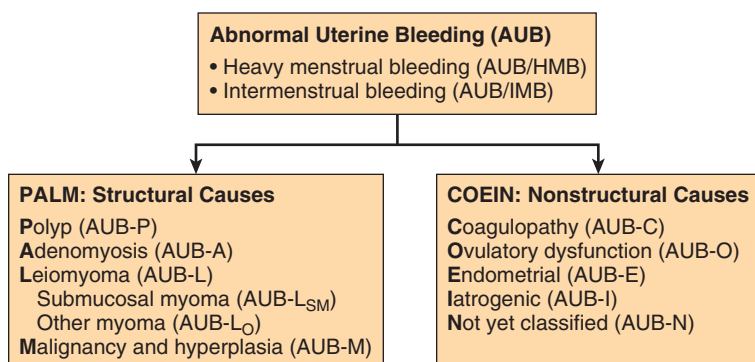 Abnormal Uterine Bleeding (AUB)
• Heavy menstrual bleeding (AUB/HMB)
• Intermenstrual bleeding (AUB/IMB)
PALM: Structural Causes
Polyp (AUB-P)
Adenomyosis (AUB-A)
Leiomyoma (AUB-L)
Submucosal myoma (AUB-L_SM)
Other myoma (AUB-L_O)
Malignancy and hyperplasia (AUB-M)
COEIN: Nonstructural Causes
Coagulopathy (AUB-C)
Ovulatory dysfunction (AUB-O)
Endometrial (AUB-E)
Iatrogenic (AUB-I)
Not yet classified (AUB-N)